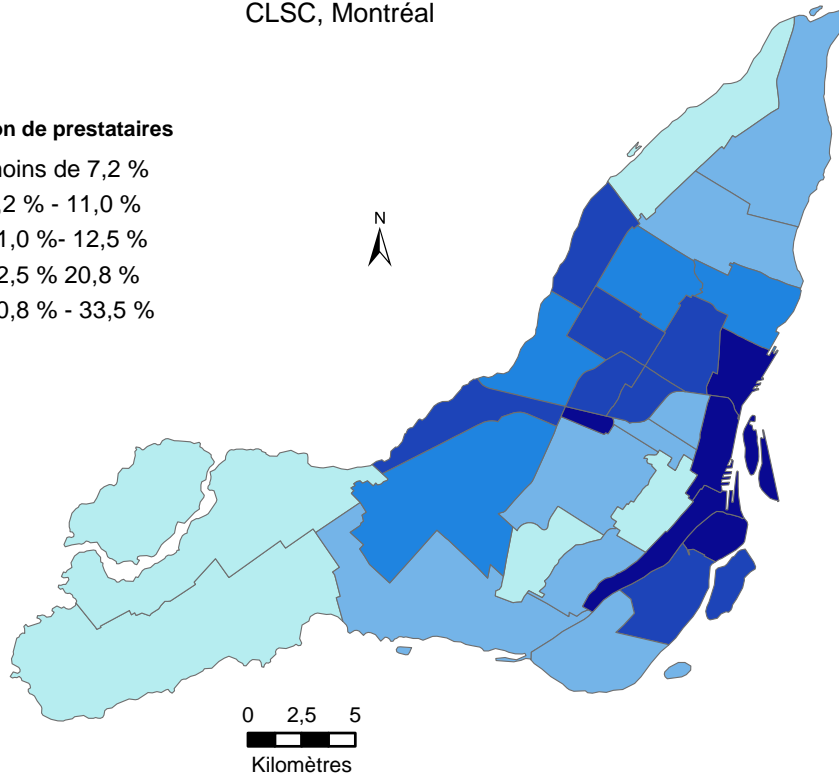 CLSC, Montréal
on de prestataires
moins de 7,2 %
,2 % - 11,0 %
1,0 %- 12,5 %
2,5 % 20,8 %
0,8 % - 33,5 %
N
0 2,5 5
Kilomètres